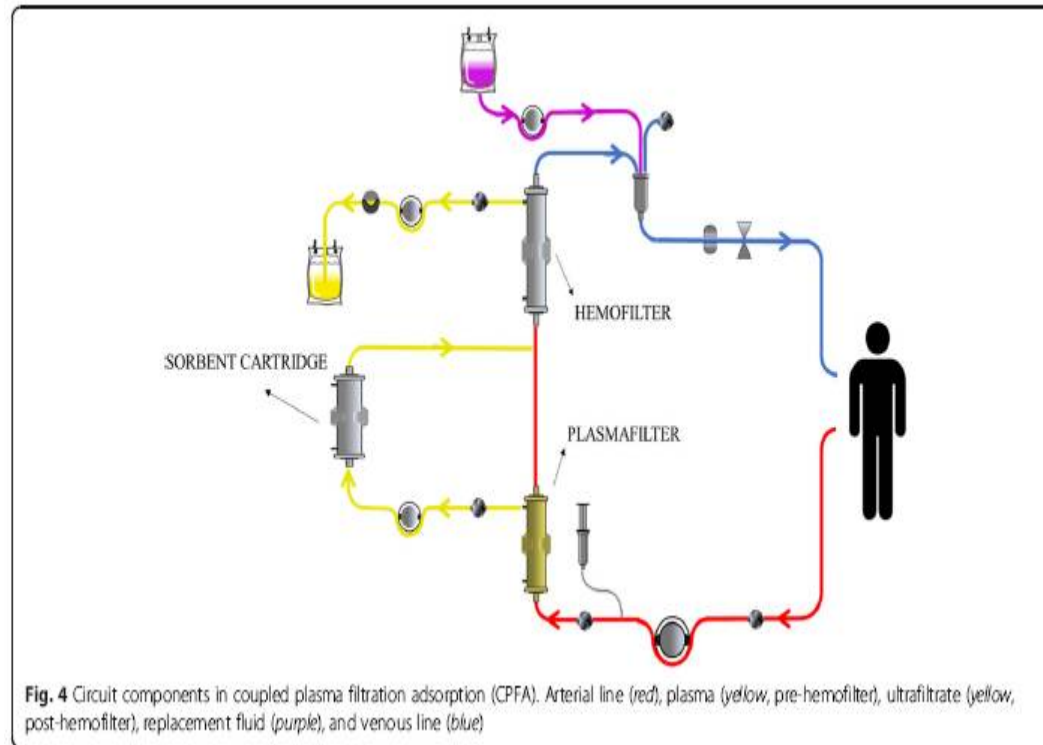 HEMOFILTER
SORBENT CARTRIDGE
PLASMAFILTER
Fig. 4 Circuit components in coupled plasma filtration adsorption (CPFA). Arterial line (red), plasma (yellow, pre-hemofilter), ultrafiltrate (yellow,
post-hemofilter), replacement fluid (purple), and venous line (blue)